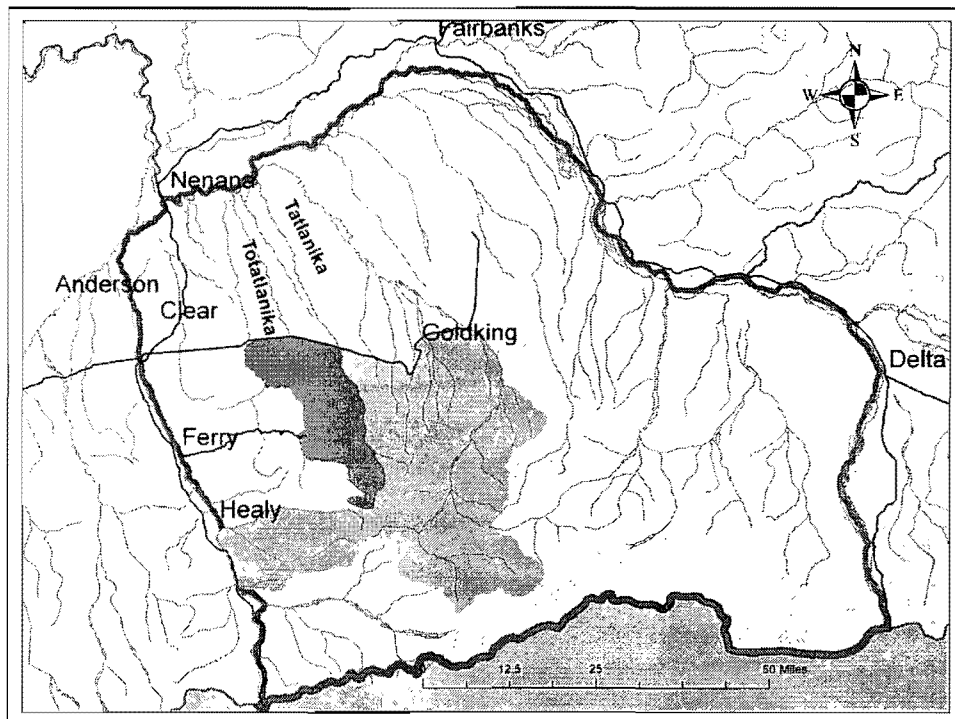 Fairbanks
N
W E
S
Nenana
Tatlanika
Totatlanika
Anderson
Clear
Goldking
Delta
Ferry
Healy
12.5 25 50 Miles